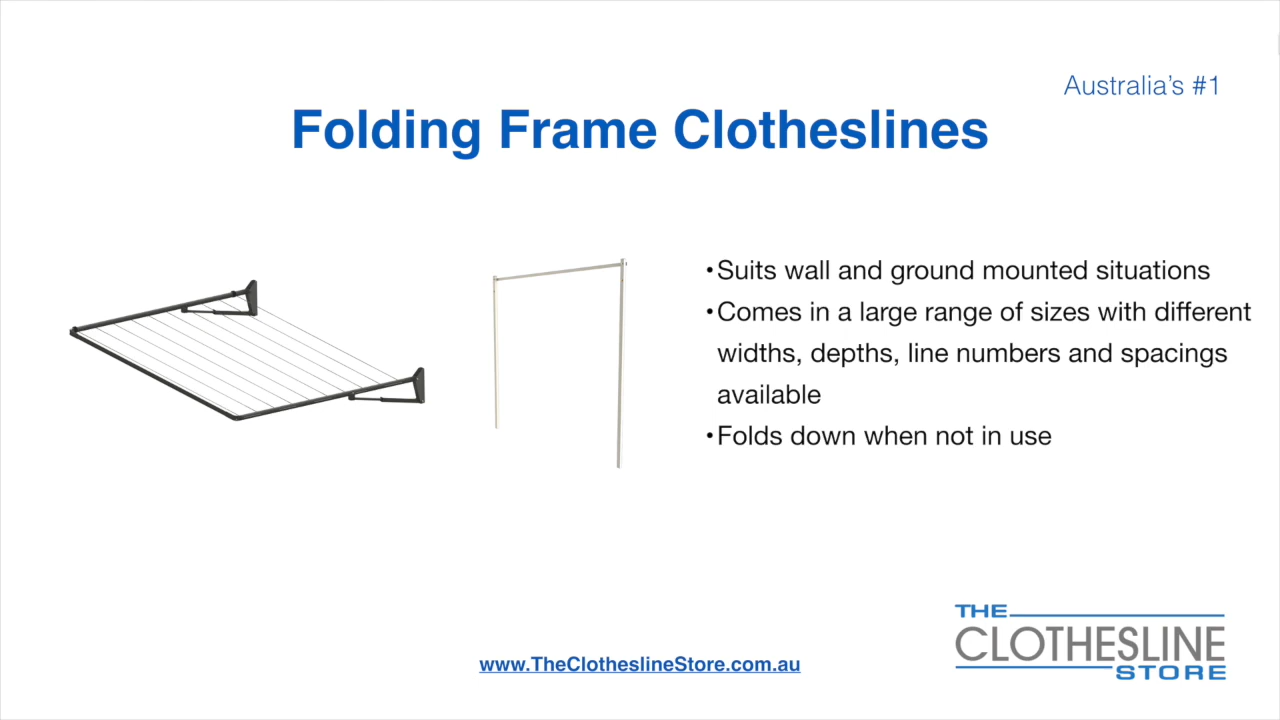 Australia's #1
Folding Frame Clotheslines
•Suits wall and ground mounted situations
•Comes in a large range of sizes with different
widths, depths, line numbers and spacings
available
•Folds down when not in use
www.TheClotheslineStore.com.au
THE
CLOTHESLINE
STORE